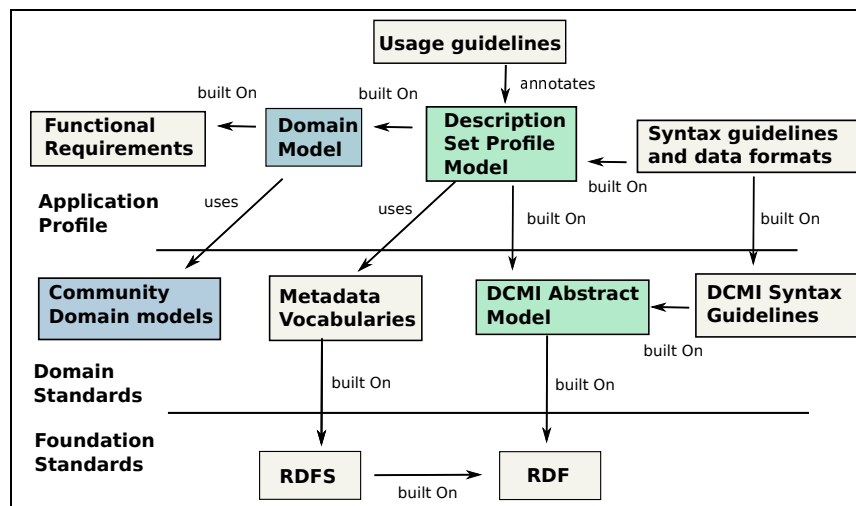 Usage guidelines
annotates
built On
built On
Functional
Requirements
Domain
Model
Description
Set Profile
Model
Syntax guidelines
and data formats
built On
Application
Profile
uses
uses
built On
built On
Community
Domain models
Metadata
Vocabularies
DCMI Abstract
Model
DCMI Syntax
Guidelines
built On
Domain
Standards
built On
built On
Foundation
Standards
RDFS
built On
RDF